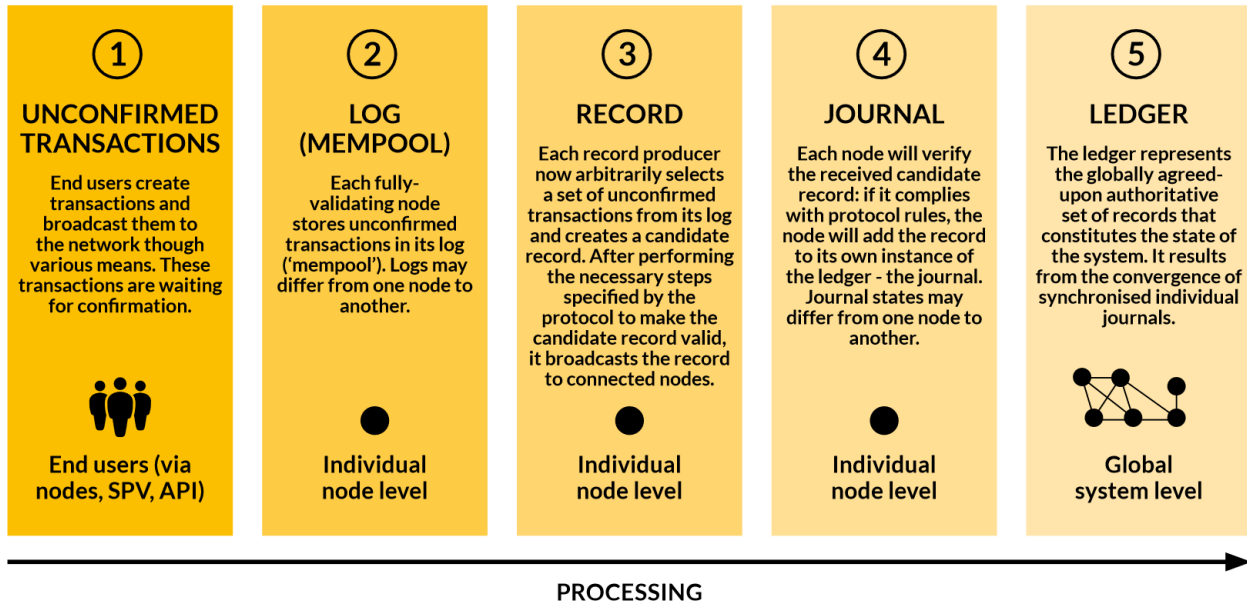 1
UNCONFIRMED
TRANSACTIONS
End users create
transactions and
broadcast them to
the network though
various means. These
transactions are waiting
for confirmation.
End users (via
nodes, SPV, API)
2
LOG
(MEMPOOL)
Each fully-
validating node
stores unconfirmed
transactions in its log
(‘mempool’). Logs may
differ from one node to
another.
Individual
node level
3
RECORD
Each record producer
now arbitrarily selects
a set of unconfirmed
transactions from its log
and creates a candidate
record. After performing
the necessary steps
specified by the
protocol to make the
candidate record valid,
it broadcasts the record
to connected nodes.
Individual
node level
4
JOURNAL
Each node will verify
the received candidate
record: if it complies
with protocol rules, the
node will add the record
to its own instance of
the ledger - the journal.
Journal states may
differ from one node to
another.
Individual
node level
5
LEDGER
The ledger represents
the globally agreed-
upon authoritative
set of records that
constitutes the state of
the system. It results
from the convergence of
synchronised individual
journals.
Global
system level
PROCESSING